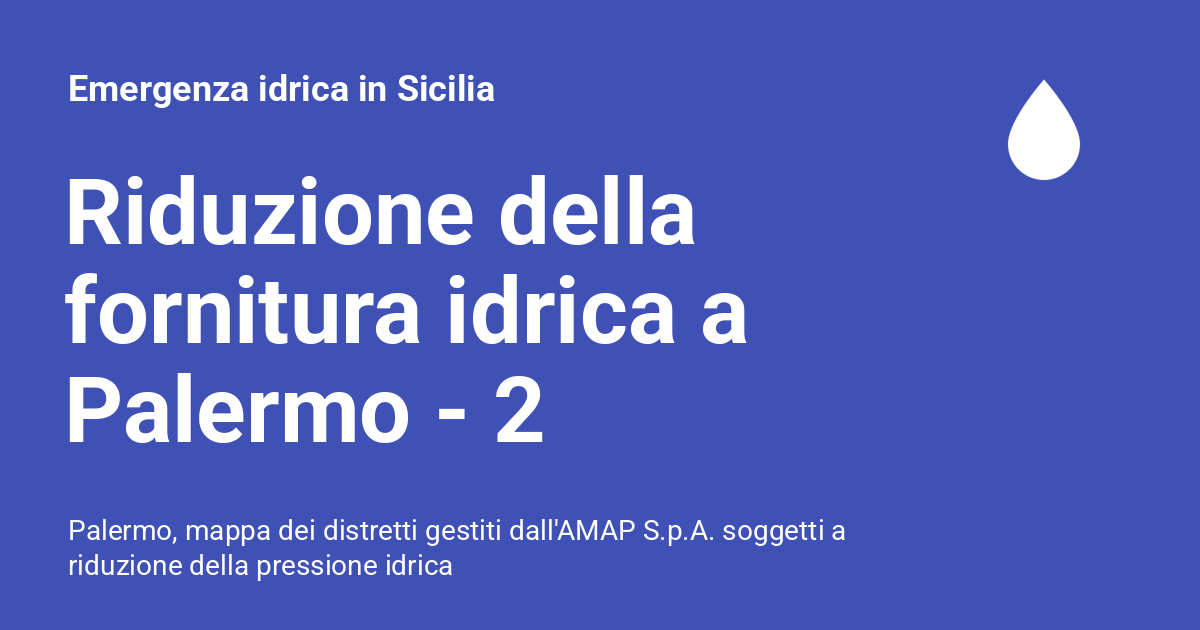 Emergenza idrica in Sicilia
Riduzione della
fornitura idrica a
Palermo - 2
Palermo, mappa dei distretti gestiti dall'AMAP S.p.A. soggetti a
riduzione della pressione idrica